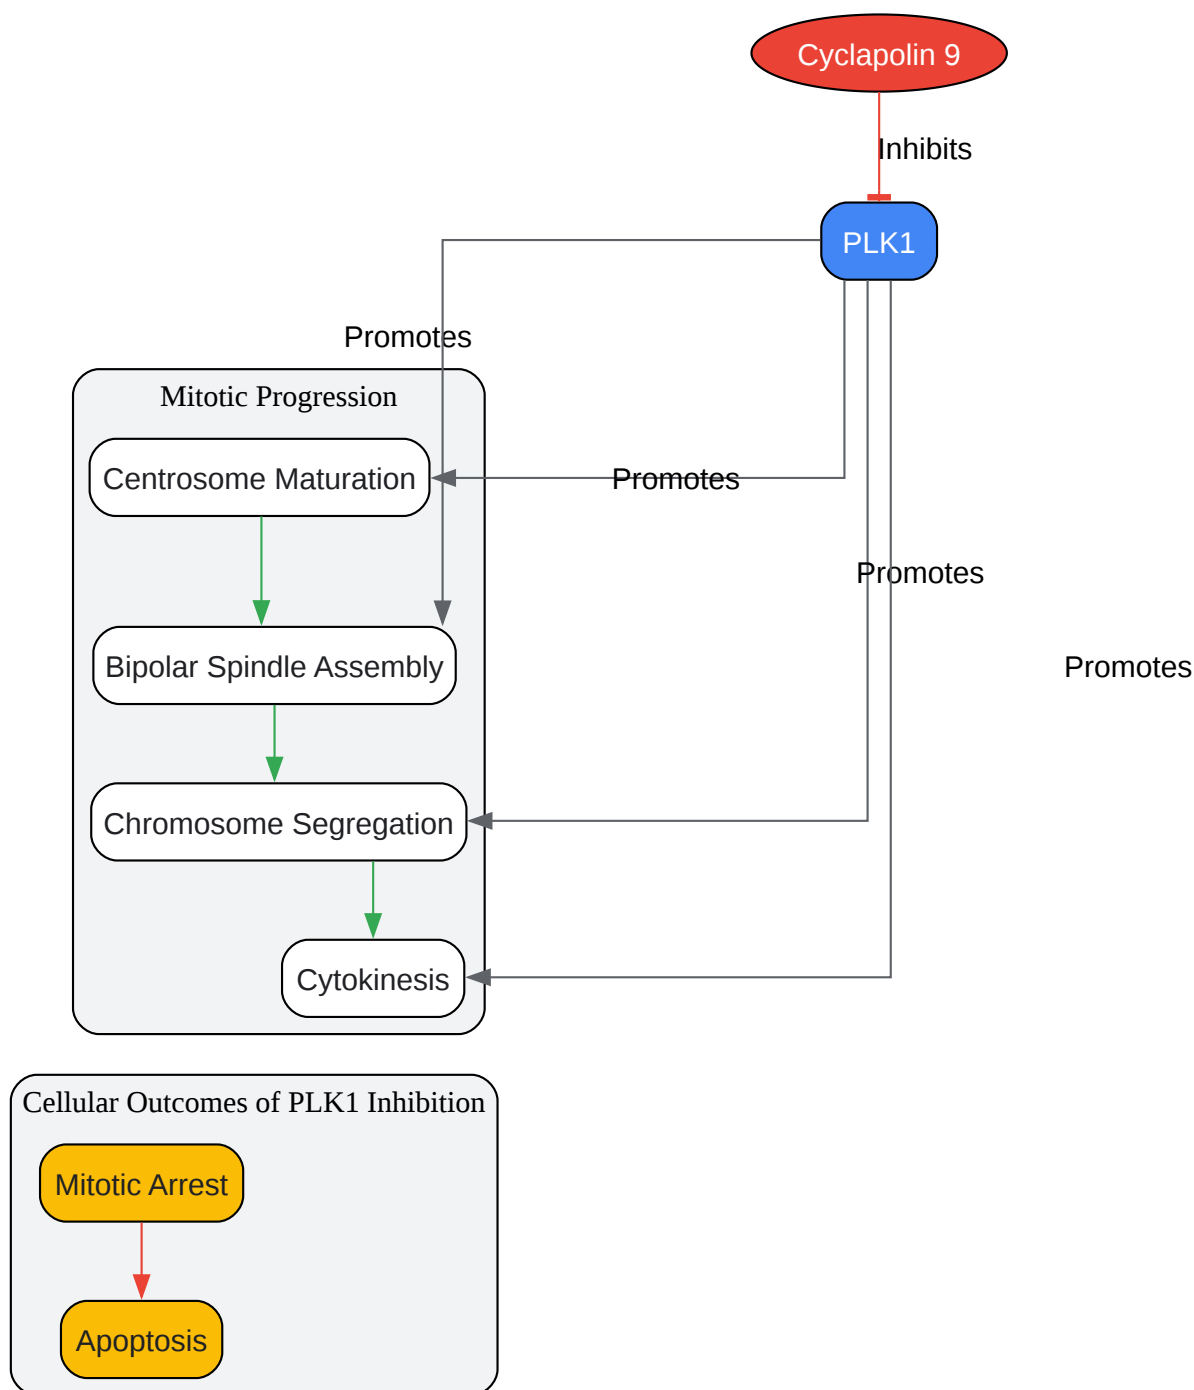 Cyclapolin 9
Inhibits
PLK1
Promotes
Mitotic Progression
Centrosome Maturation
Promotes
Promotes
Bipolar Spindle Assembly
Promotes
Chromosome Segregation
Cytokinesis
Cellular Outcomes of PLK1 Inhibition
Mitotic Arrest
Apoptosis